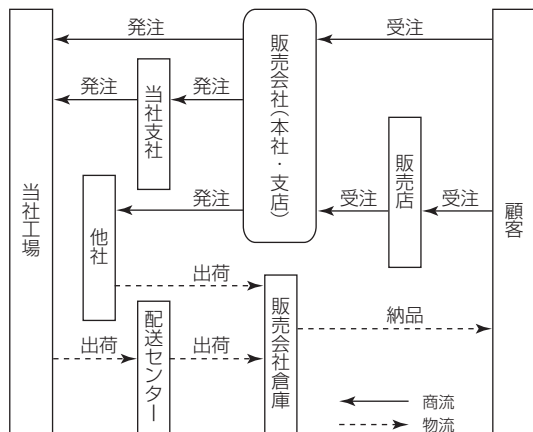 発注
受注
発注
発注
当社支社
販売会社(本社・支店)
販売店
発注
受注
受注
当社工場
他社
顧客
出荷
配送センター
販売会社倉庫
納品
出荷
出荷
商流
物流